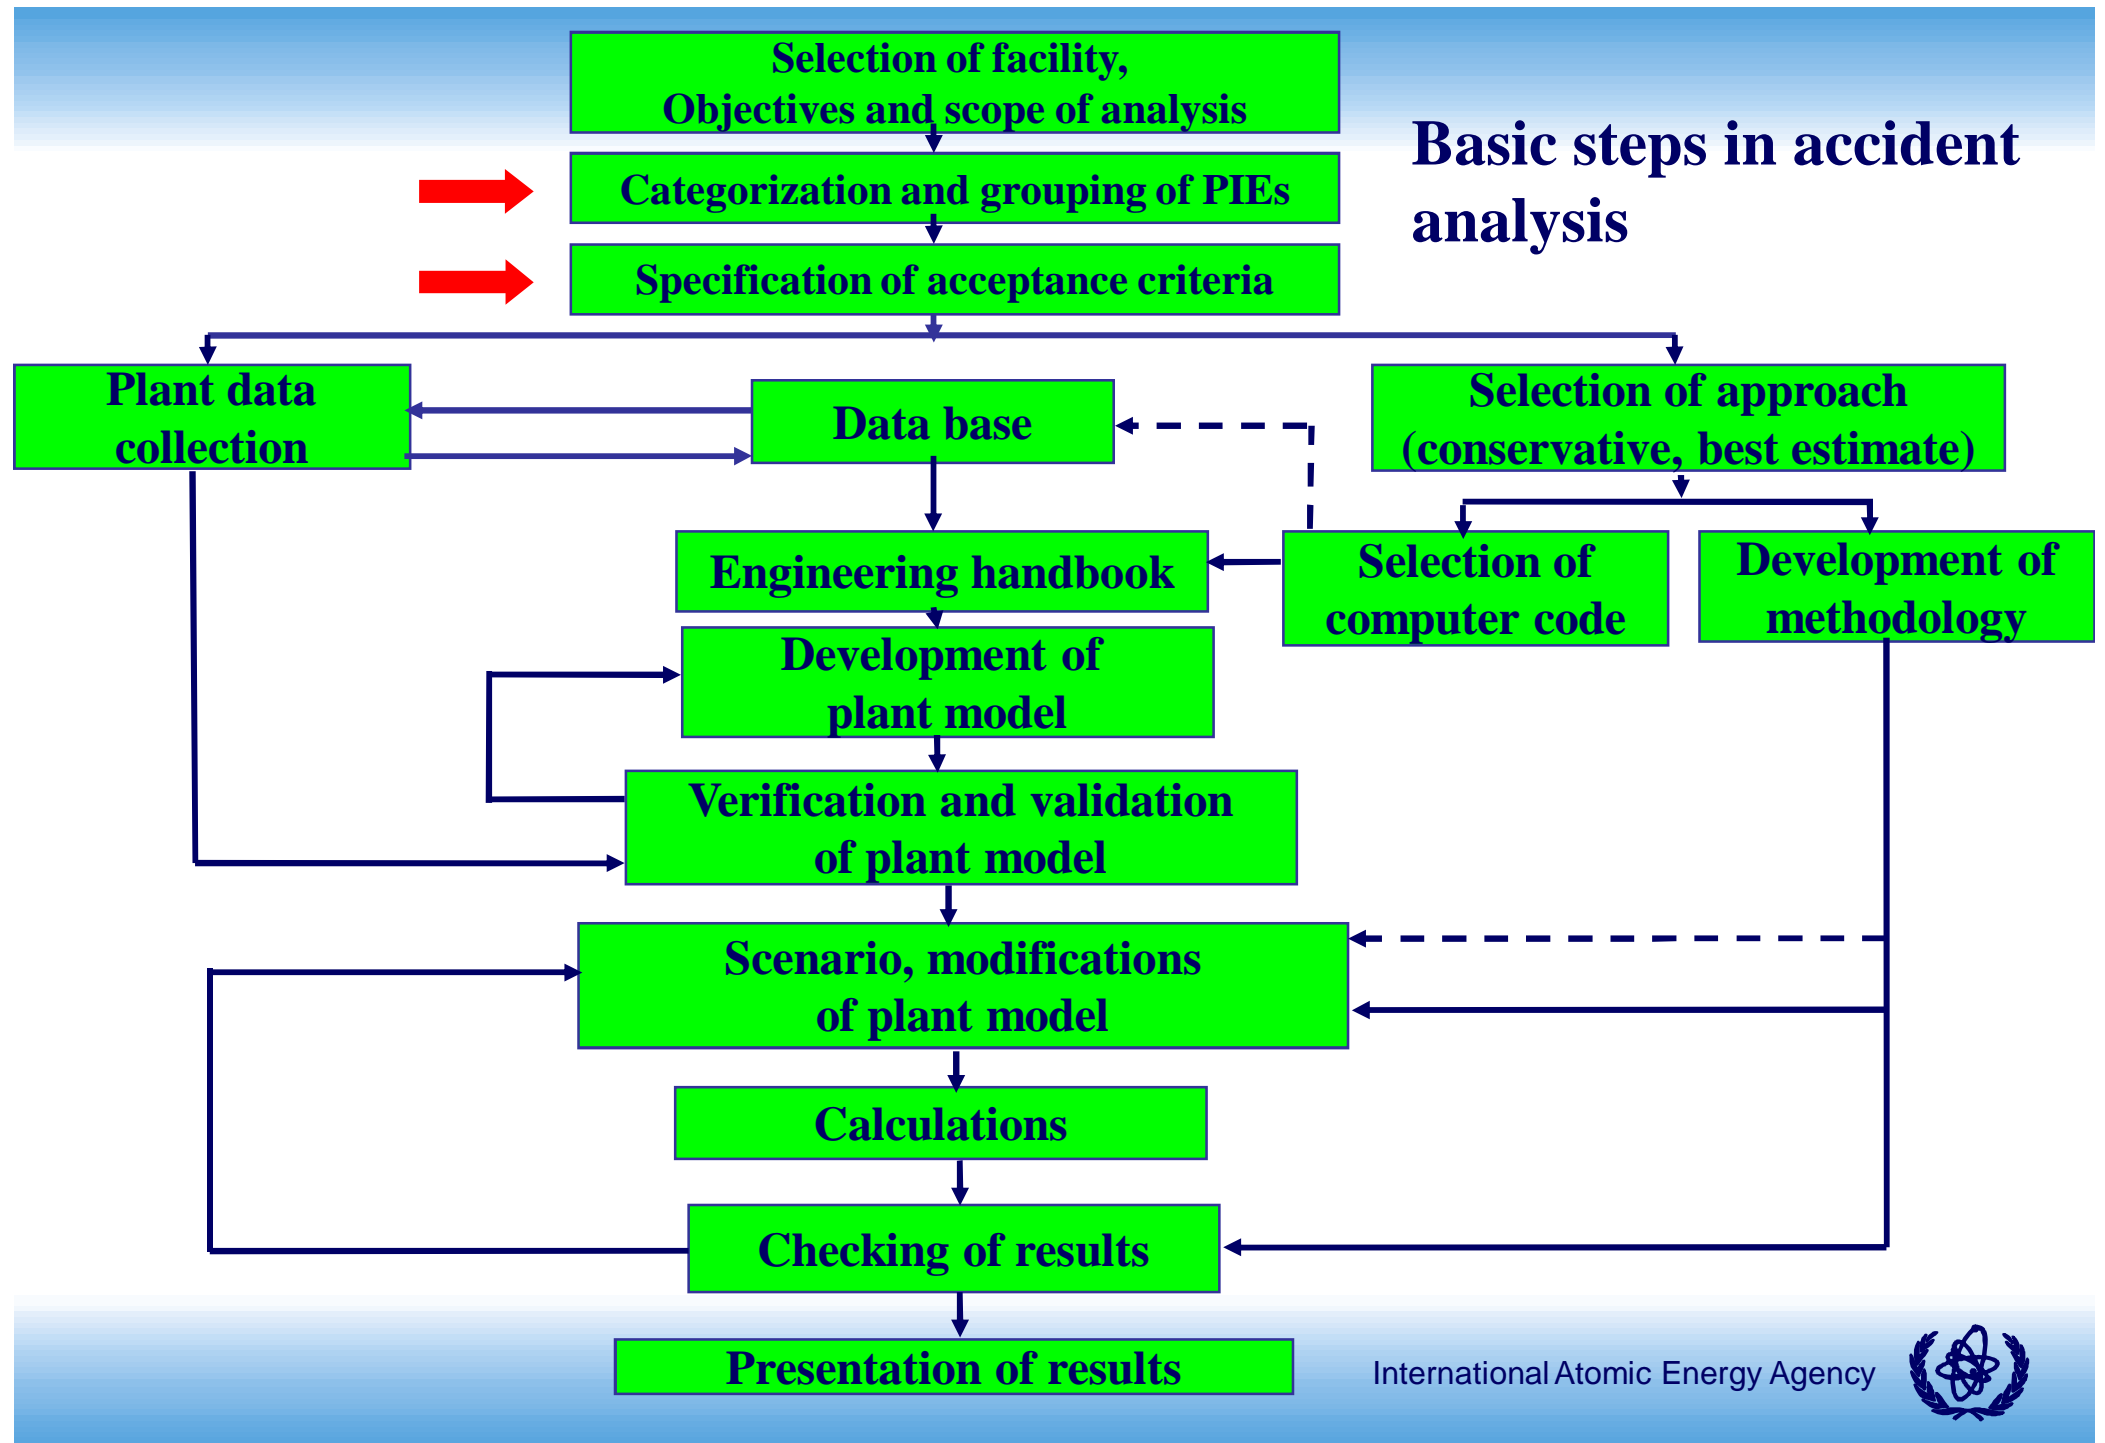 Selection of facility,
Objectives and scope of analysis
Basic steps in accident
analysis
Categorization and grouping of PIEs
Specification of acceptance criteria
Plant data
collection
Data base
Selection of approach
(conservative, best estimate)
Engineering handbook
Selection of
computer code
Development of
methodology
Development of
plant model
Verification and validation
of plant model
Scenario, modifications
of plant model
Calculations
Checking of results
Presentation of results
International Atomic Energy Agency